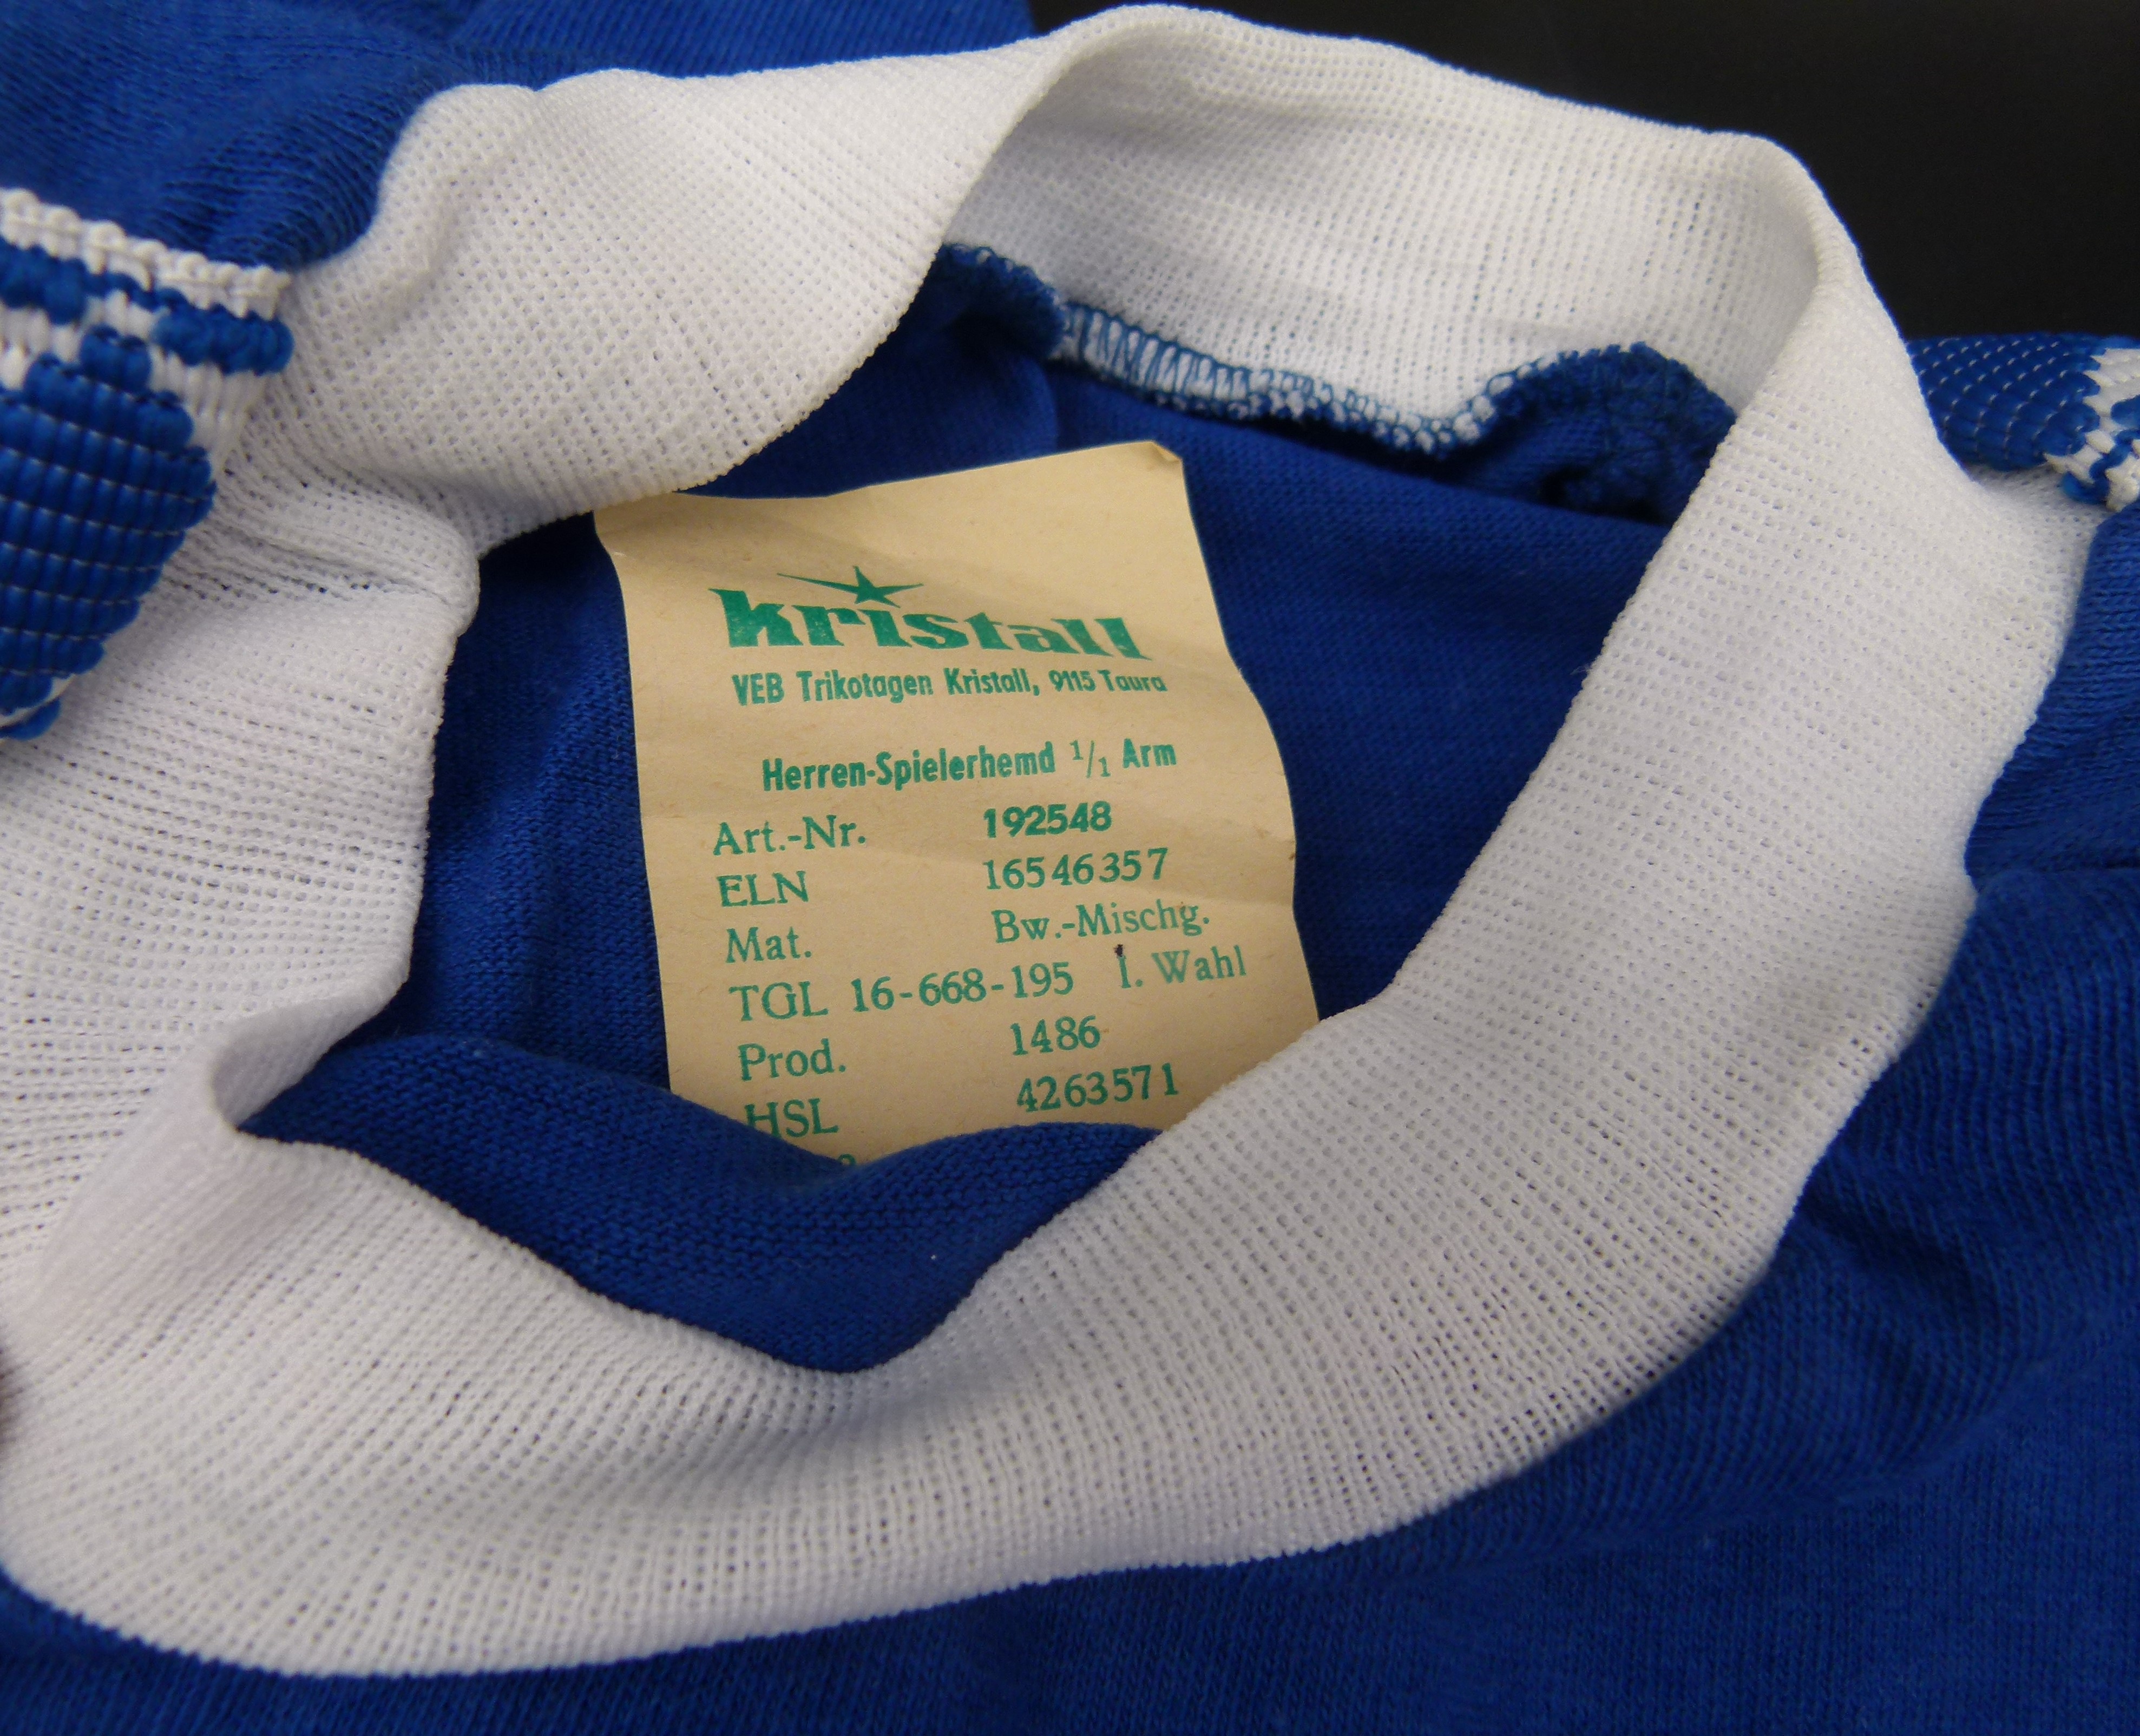 kristall
VEB Trikotagen Kristall, 9115 Taura
Herren-Spielerhemd 1/1 Arm
Art.-Nr. 192548
ELN 16546357
Mat. Bw.-Mischg.
TGL 16-668-195 I. Wahl
Prod. 1486
HSL 4263571